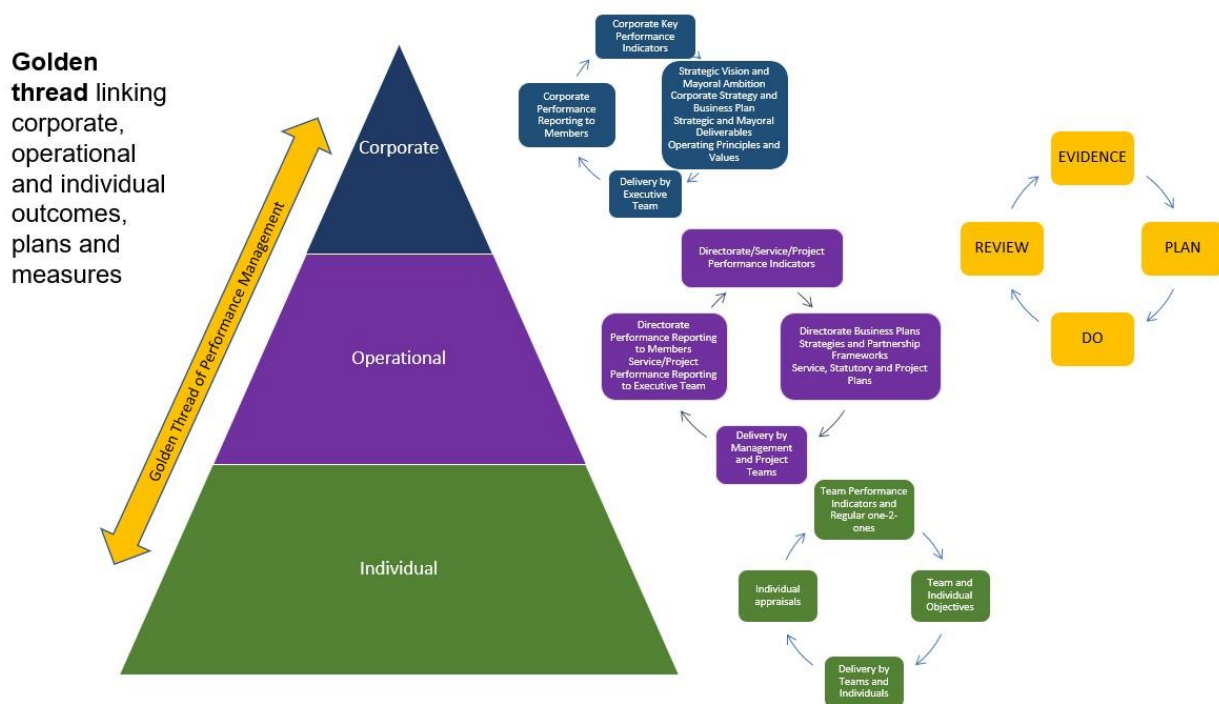 Golden
thread linking
corporate,
operational
and individual
outcomes,
plans and
measures
Golden Thread of Performance Management
Corporate
Operational
Individual
Corporate Key
Performance
Indicators
Strategic Vision and
Mayoral Ambition
Corporate Strategy and
Business Plan
Strategic and Mayoral
Deliverables
Operating Principles and
Values
Delivery by
Executive
Team
Corporate
Performance
Reporting to
Members
Directorate/Service/Project
Performance Indicators
Directorate Business Plans
Strategies and Partnership
Frameworks
Service, Statutory and Project
Plans
Delivery by
Management
and Project
Teams
Directorate
Performance Reporting
to Members
Service/Project
Performance Reporting
to Executive Team
Team Performance
Indicators and
Regular one-2-
ones
Team and
Individual
Objectives
Delivery by
Teams and
Individuals
Individual
appraisals
EVIDENCE
PLAN
DO
REVIEW